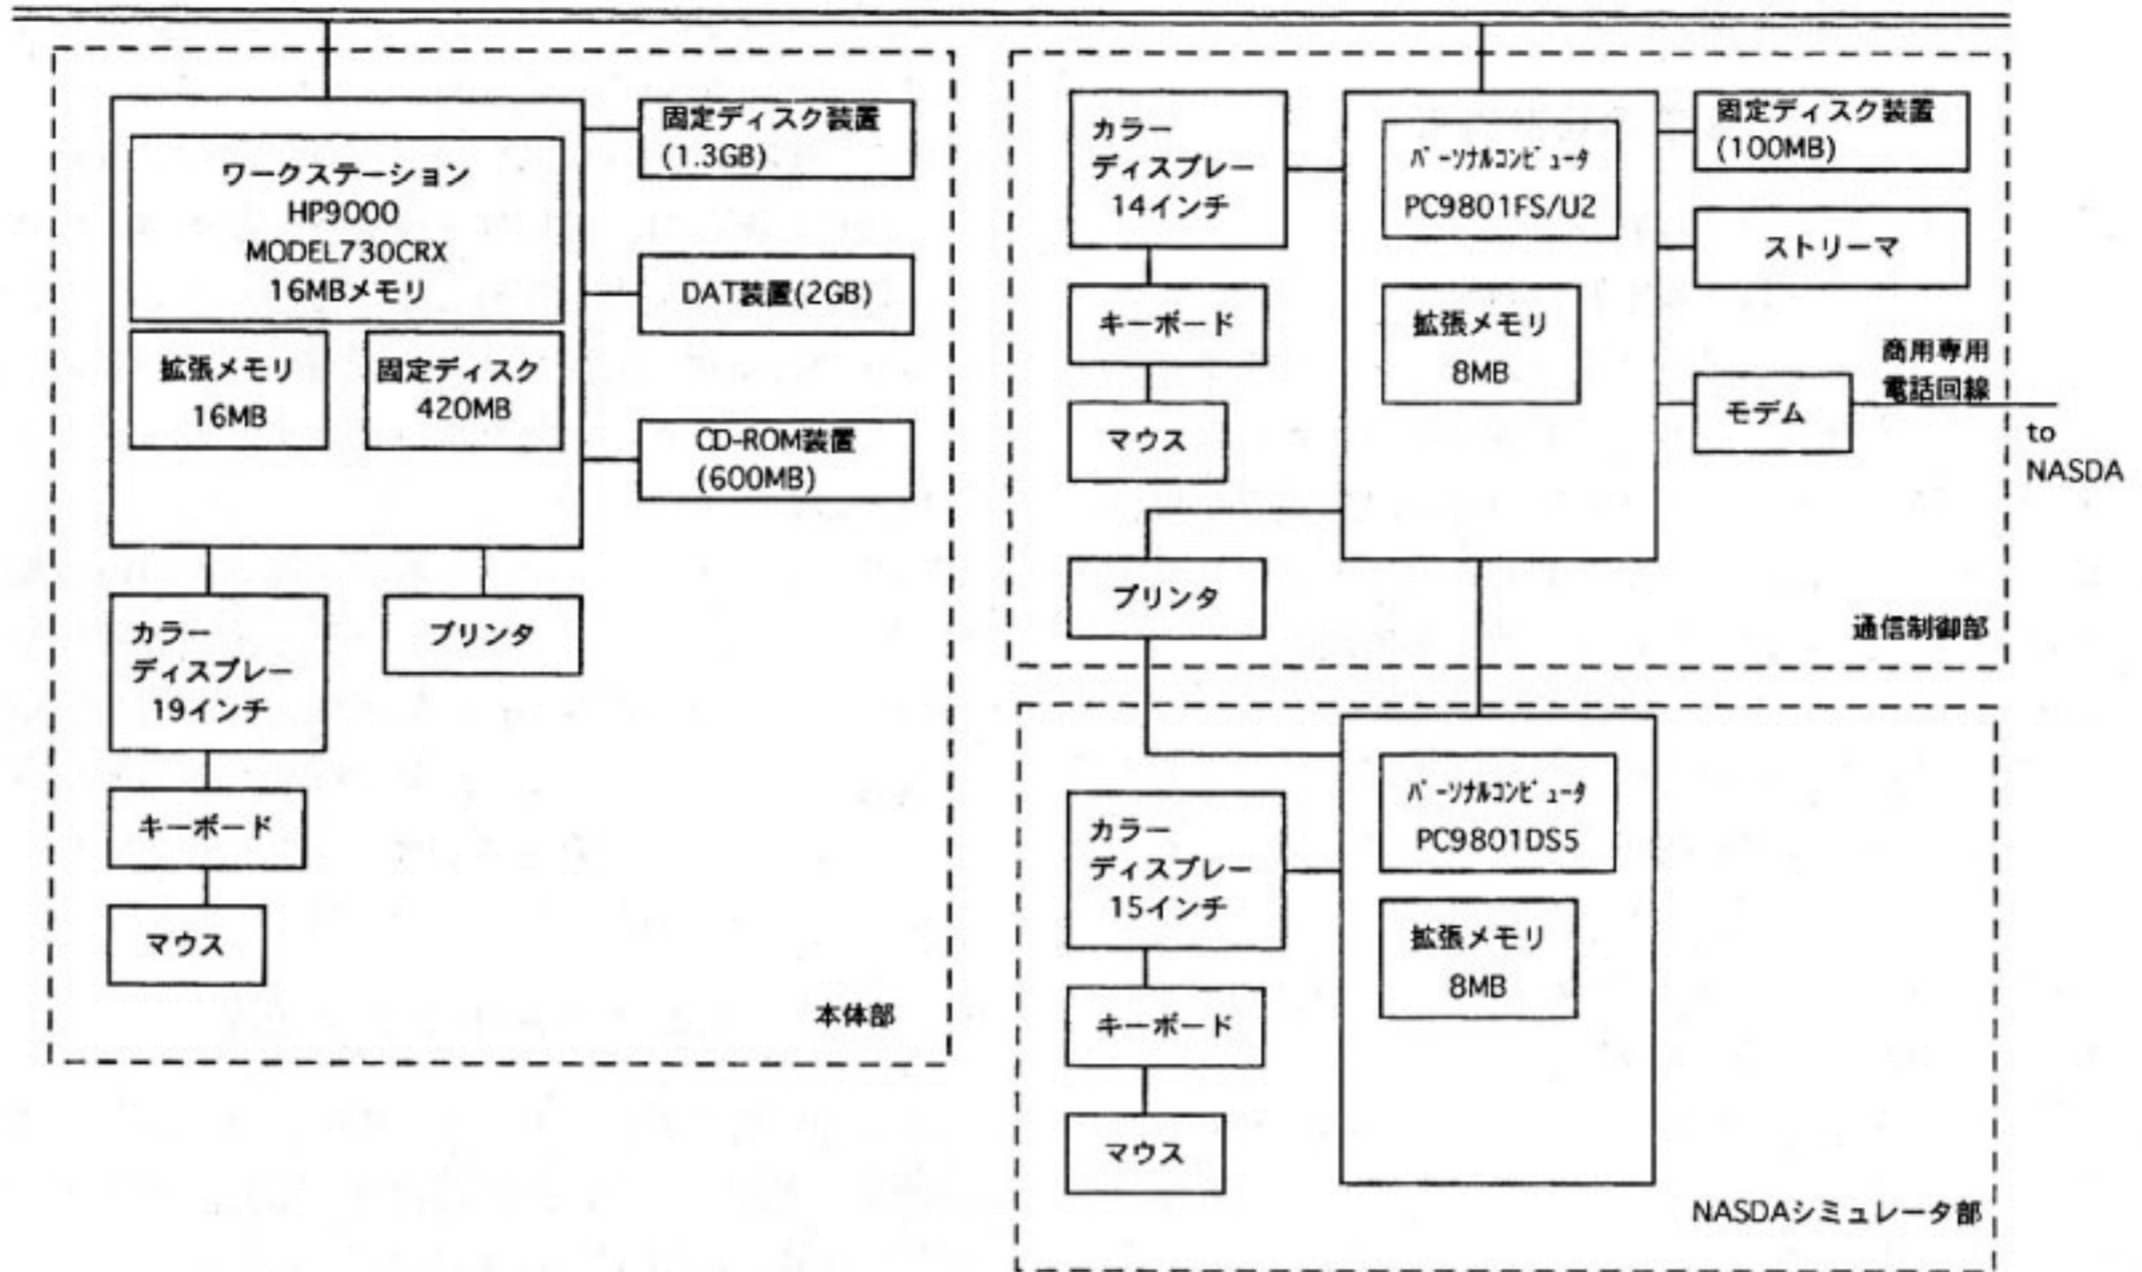 ワークステーション
HP9000
MODEL730CRX
16MBメモリ
拡張メモリ
16MB
固定ディスク
420MB
固定ディスク装置
(1.3GB)
DAT装置(2GB)
CD-ROM装置
(600MB)
カラー
ディスプレー
19インチ
プリンタ
キーボード
マウス
本体部
カラー
ディスプレー
14インチ
キーボード
マウス
プリンタ
ﾊﾟｰｿﾅﾙｺﾝﾋﾟｭｰﾀ
PC9801FS/U2
拡張メモリ
8MB
固定ディスク装置
(100MB)
ストリーマ
商用専用
電話回線
モデム
to
NASDA
通信制御部
カラー
ディスプレー
15インチ
キーボード
マウス
ﾊﾟｰｿﾅﾙｺﾝﾋﾟｭｰﾀ
PC9801DS5
拡張メモリ
8MB
NASDAシミュレータ部